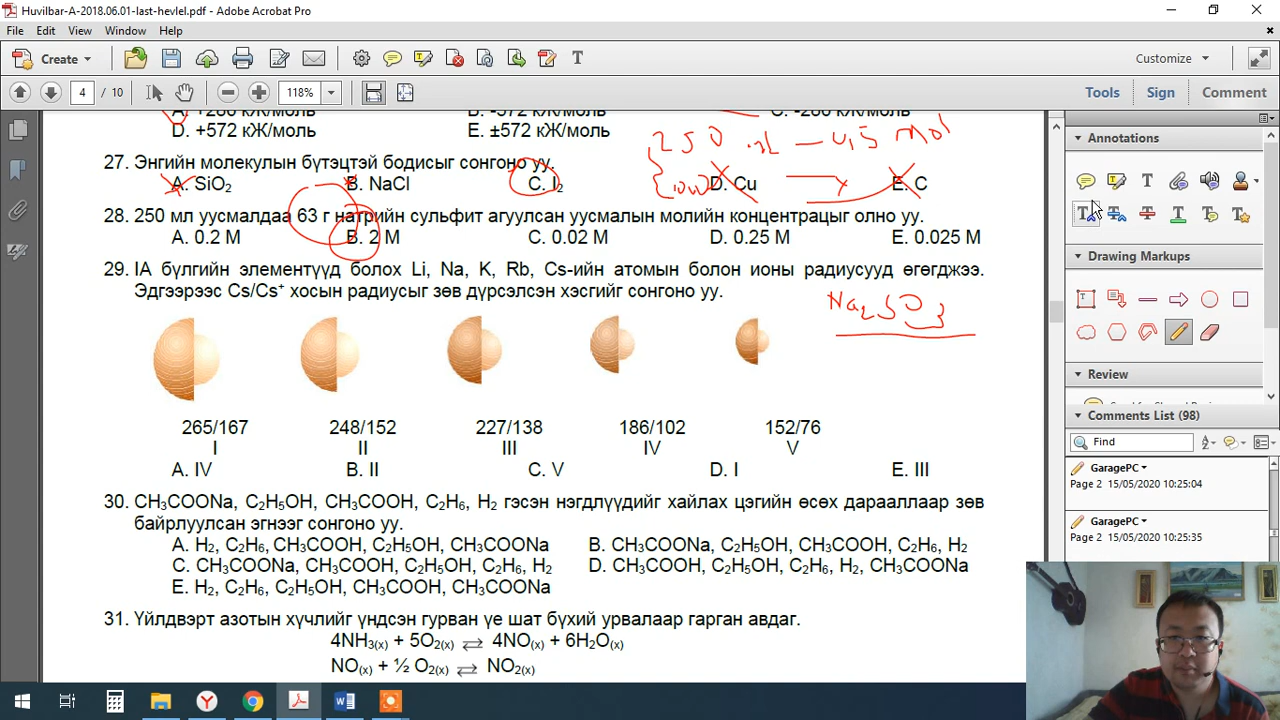 Huvilbar-A-2018.06.01-last-hevlel.pdf - Adobe Acrobat Pro
File Edit View Window Help
Create
Customize
4 / 10
118%
Tools Sign Comment
D. +572 кЖ/моль E. ±572 кЖ/моль
27. Энгийн молекулын бүтэцтэй бодисыг сонгоно уу.
A. SiO₂ B. NaCl C. I₂ D. Cu E. C
250 мл — 0,5 mol
28. 250 мл уусмалдаа 63 г натрийн сульфит агуулсан уусмалын молийн концентрацыг олно уу.
A. 0.2 M B. 2 M C. 0.02 M D. 0.25 M E. 0.025 M
29. IA бүлгийн элементүүд болох Li, Na, K, Rb, Cs-ийн атомын болон ионы радиусууд өгөгджээ.
Эдгээрээс Cs/Cs⁺ хосын радиусыг зөв дүрсэлсэн хэсгийг сонгоно уу.
Na₂SO₃
265/167 248/152 227/138 186/102 152/76
I II III IV V
A. IV B. II C. V D. I E. III
30. CH₃COONa, C₂H₅OH, CH₃COOH, C₂H₆, H₂ гэсэн нэгдлүүдийг хайлах цэгийн өсөх дарааллаар зөв
байрлуулсан эгнээг сонгоно уу.
A. H₂, C₂H₆, CH₃COOH, C₂H₅OH, CH₃COONa B. CH₃COONa, C₂H₅OH, CH₃COOH, C₂H₆, H₂
C. CH₃COONa, CH₃COOH, C₂H₅OH, C₂H₆, H₂ D. CH₃COOH, C₂H₅OH, C₂H₆, H₂, CH₃COONa
E. H₂, C₂H₆, C₂H₅OH, CH₃COOH, CH₃COONa
31. Үйлдвэрт азотын хүчлийг үндсэн гурван үе шат бүхий урвалаар гарган авдаг.
4NH₃(х) + 5O₂(х) ⇄ 4NO(х) + 6H₂O(х)
NO(х) + ½ O₂(х) ⇄ NO₂(х)
Annotations
Drawing Markups
Review
Comments List (98)
Find
GaragePC
Page 2 15/05/2020 10:25:04
GaragePC
Page 2 15/05/2020 10:25:35